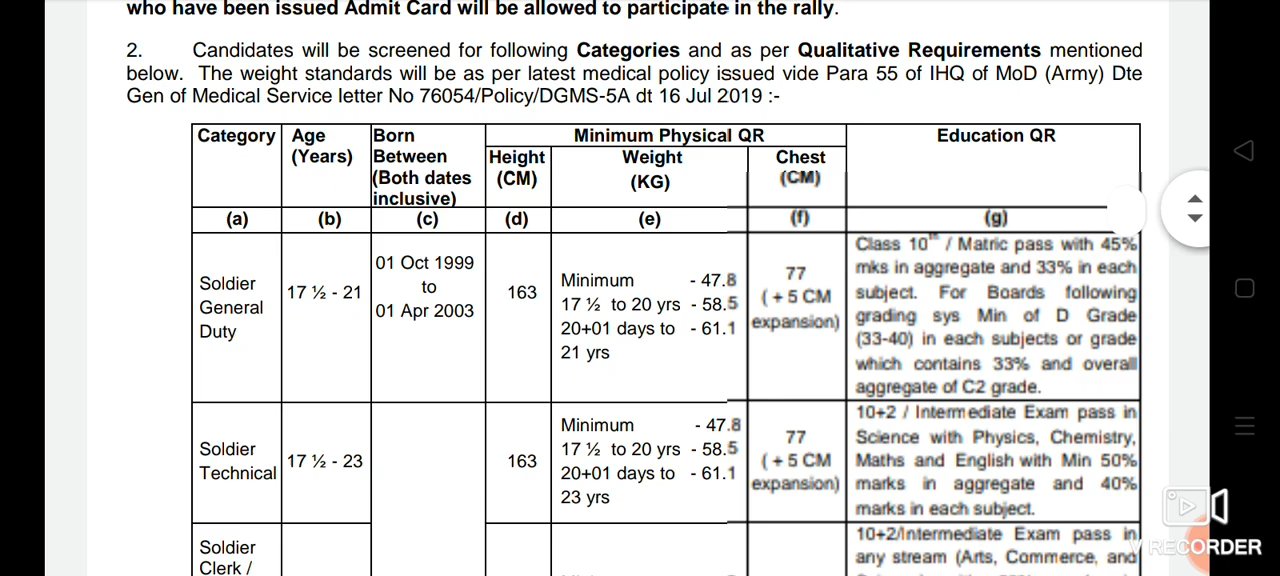 who have been issued Admit Card will be allowed to participate in the rally.
2. Candidates will be screened for following Categories and as per Qualitative Requirements mentioned
below. The weight standards will be as per latest medical policy issued vide Para 55 of IHQ of MoD (Army) Dte
Gen of Medical Service letter No 76054/Policy/DGMS-5A dt 16 Jul 2019 :-
Category Age (Years) Born Between (Both dates inclusive) Minimum Physical QR Education QR
Height (CM) Weight (KG) Chest (CM)
(a) (b) (c) (d) (e) (f) (g)
Soldier
General
Duty
17 ½ - 21
01 Oct 1999
to
01 Apr 2003
163
Minimum - 47.8
17 ½ to 20 yrs - 58.5
20+01 days to - 61.1
21 yrs
77
( + 5 CM
expansion)
Class 10th / Matric pass with 45%
mks in aggregate and 33% in each
subject. For Boards following
grading sys Min of D Grade
(33-40) in each subjects or grade
which contains 33% and overall
aggregate of C2 grade.
Soldier
Technical
17 ½ - 23
163
Minimum - 47.8
17 ½ to 20 yrs - 58.5
20+01 days to - 61.1
23 yrs
77
( + 5 CM
expansion)
10+2 / Intermediate Exam pass in
Science with Physics, Chemistry,
Maths and English with Min 50%
marks in aggregate and 40%
marks in each subject.
Soldier
Clerk /
10+2/Intermediate Exam pass in
any stream (Arts, Commerce, and
RECORDER